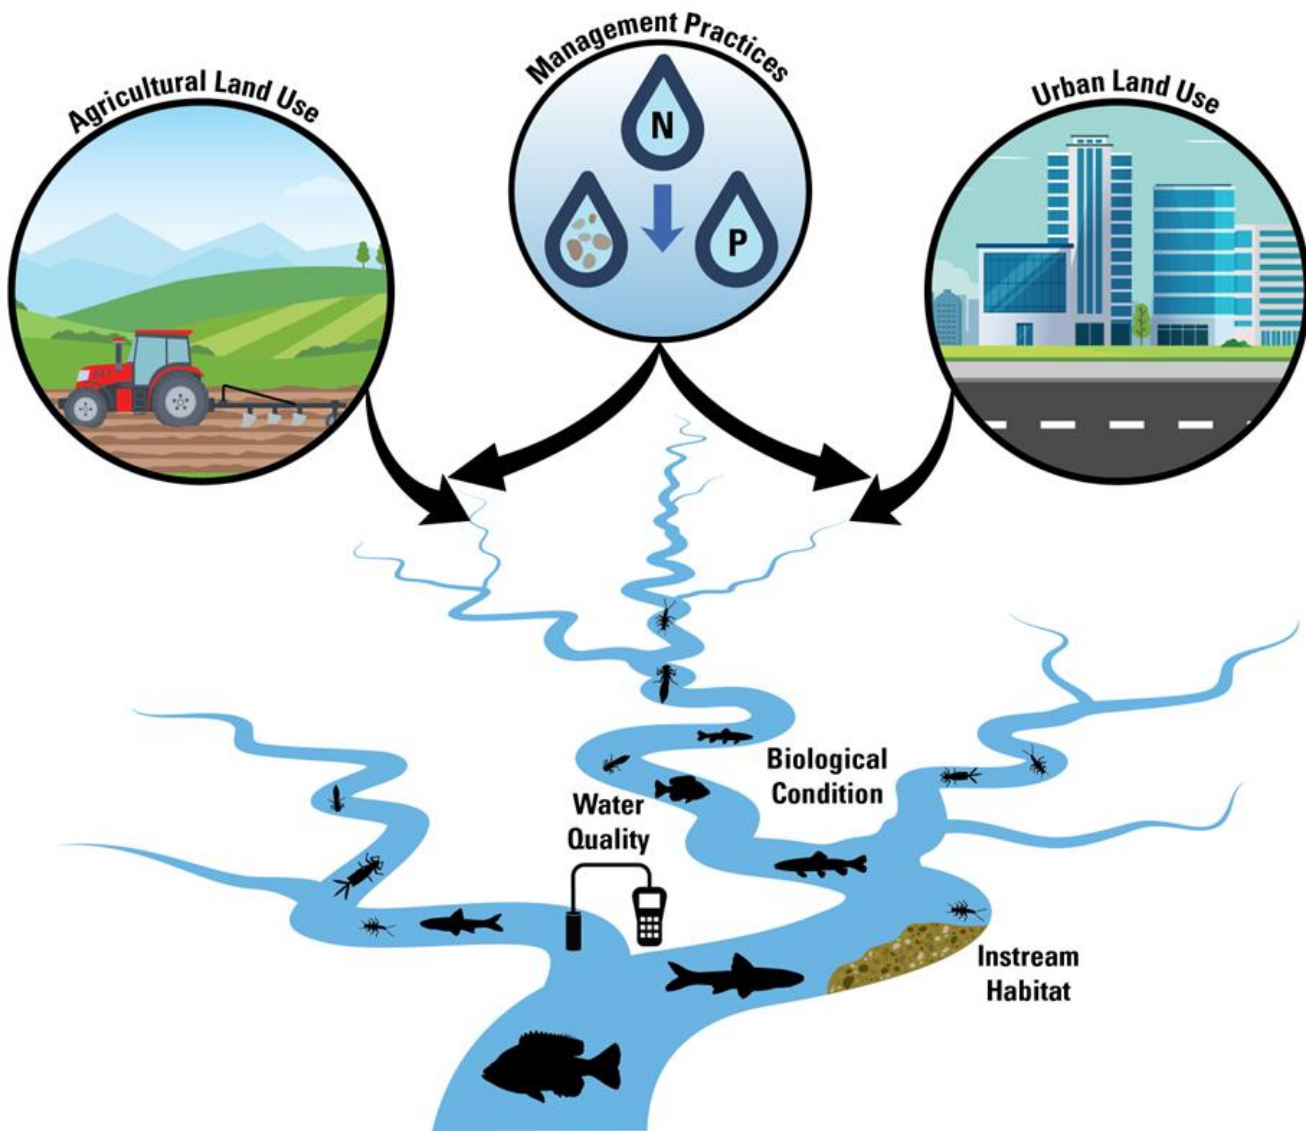 Agricultural Land Use
Management Practices
Urban Land Use
N
P
Biological
Condition
Water
Quality
Instream
Habitat